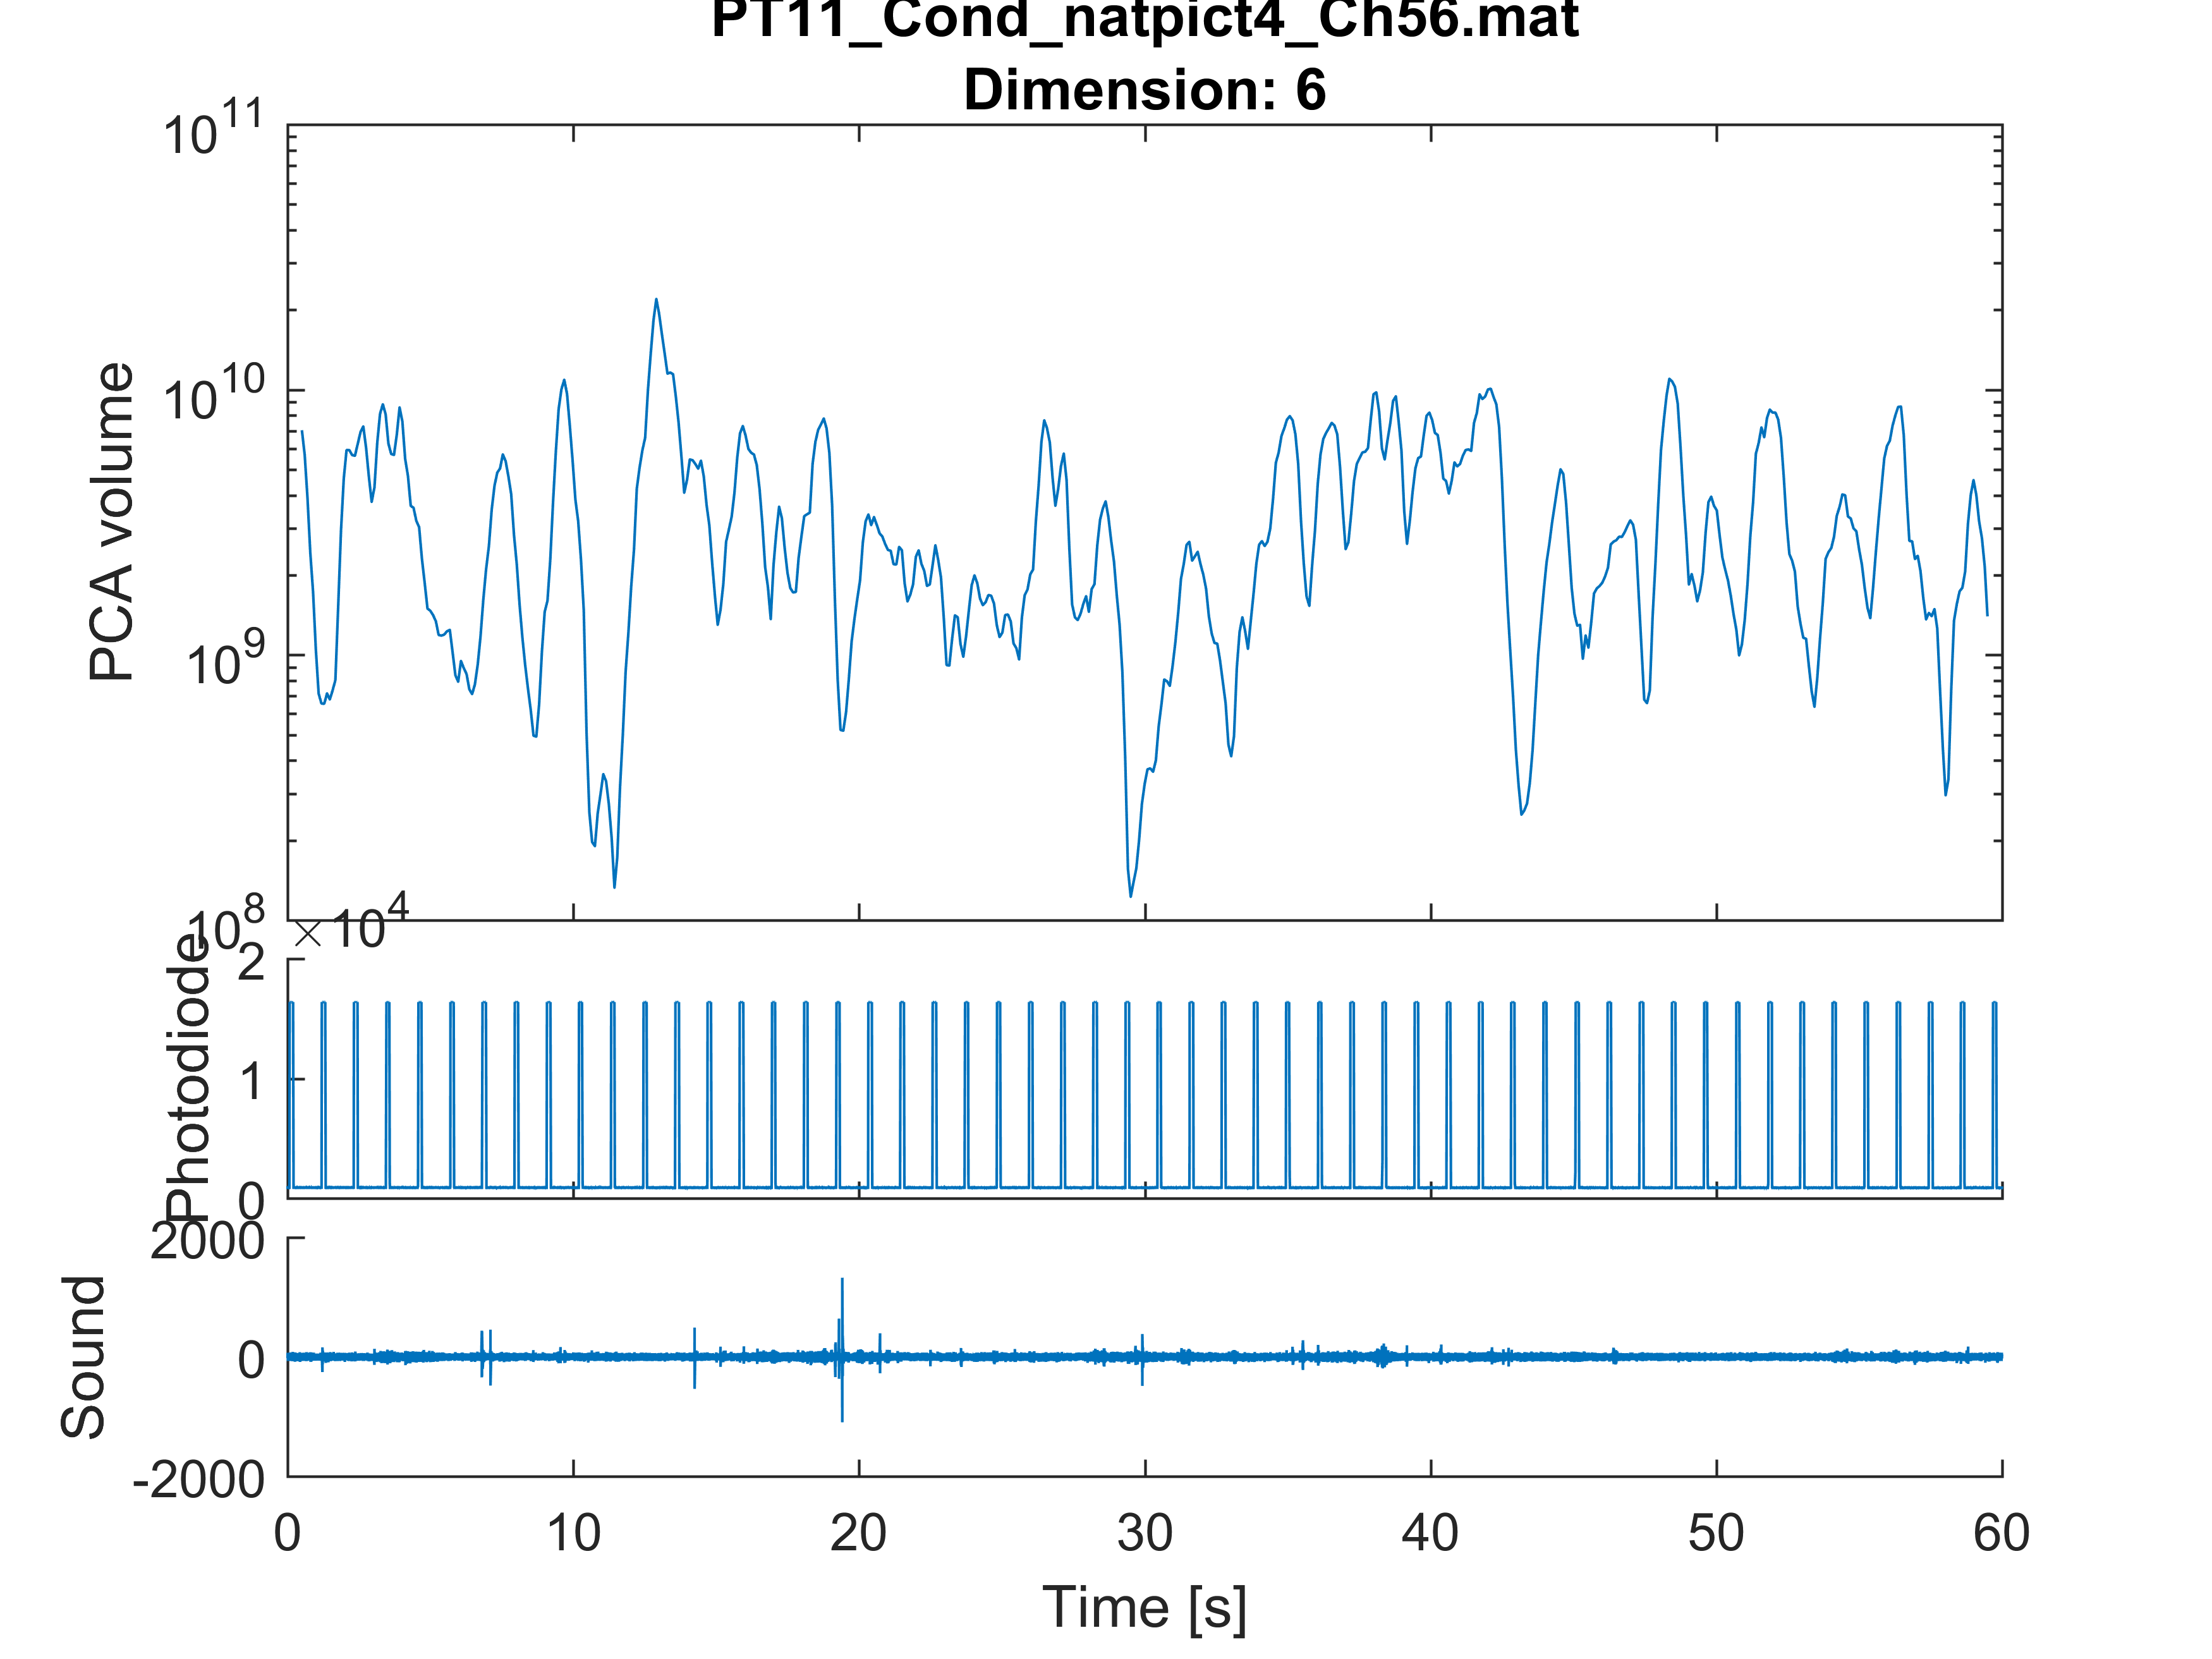 PT11_Cond_natpict4_Ch56.mat
Dimension: 6
10^11
10^10
10^9
10^8
PCA volume
× 10^4
2
1
0
Photodiode
2000
0
-2000
Sound
0 10 20 30 40 50 60
Time [s]